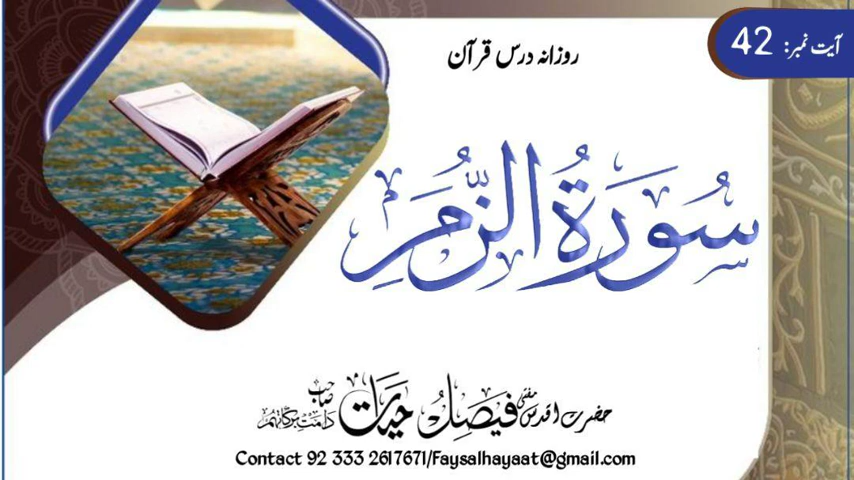 آیت نمبر: 42
روزانہ درس قرآن
سُورَةُ الزُّمَرِ
حضرت اقدس مفتی فیصل حیات صاحب دامت برکاتہم
Contact 92 333 2617671/Faysalhayaat@gmail.com